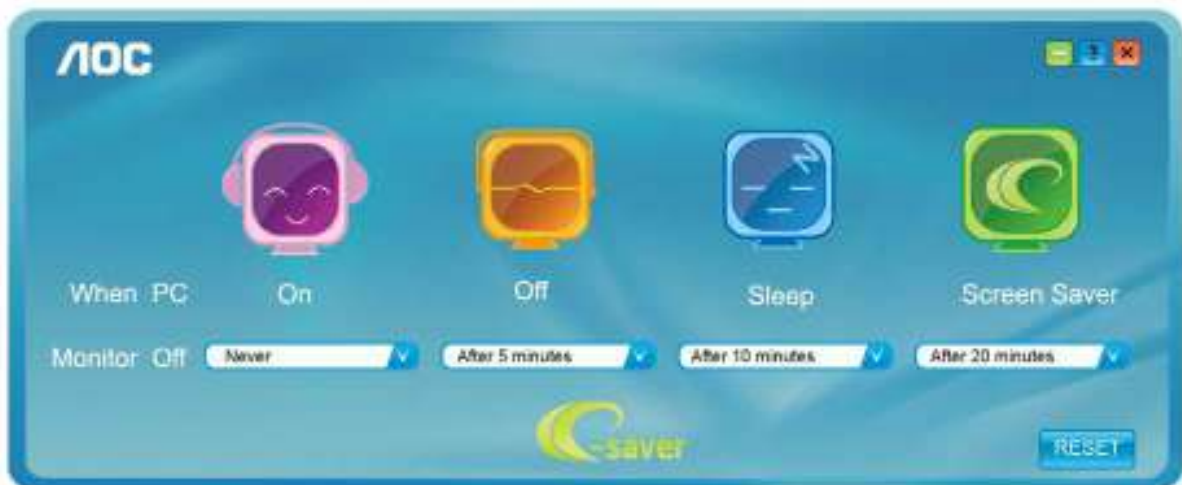 AOC
- ? ×
When PC On Off Sleep Screen Saver
Monitor Off Never After 5 minutes After 10 minutes After 20 minutes
e-saver
RESET